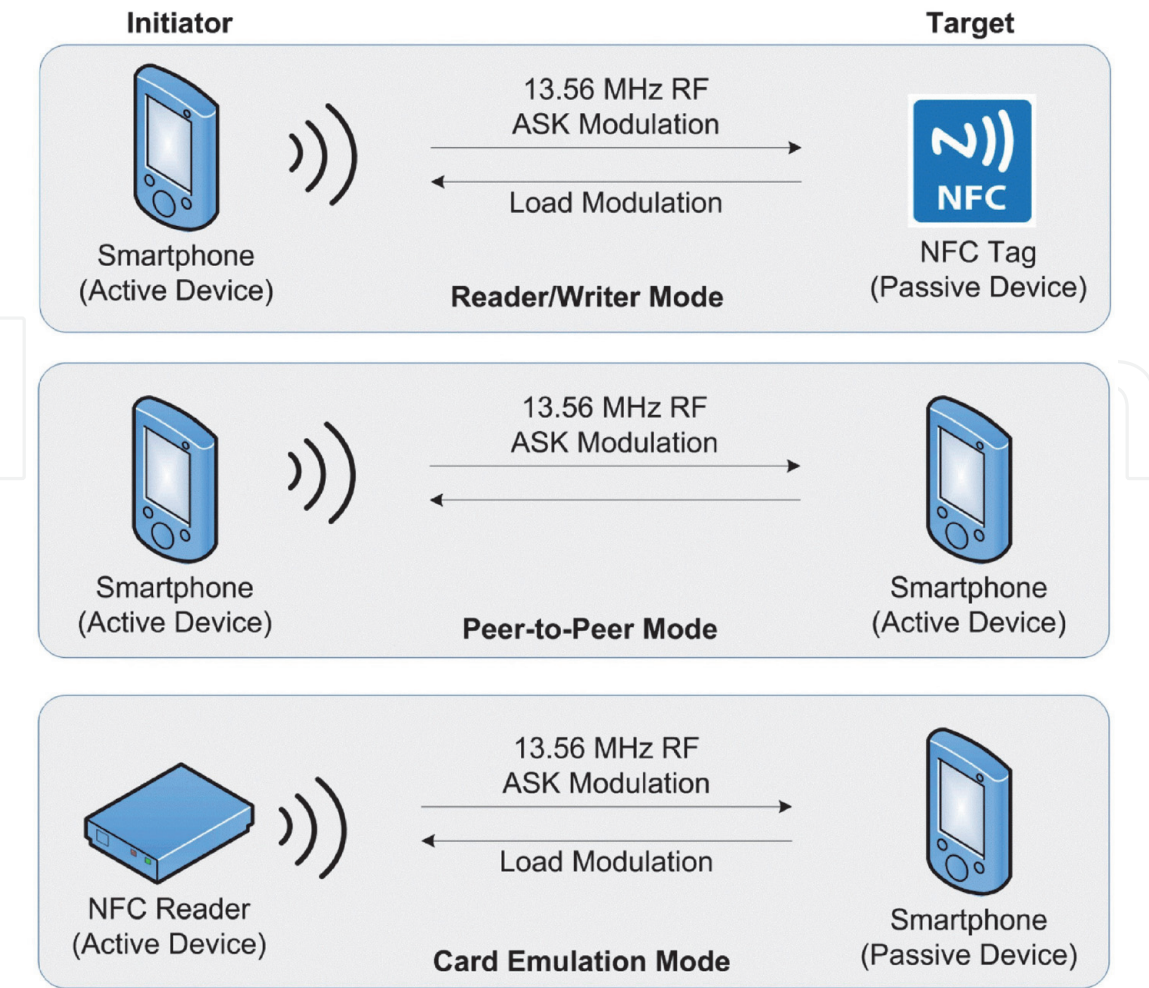 Initiator
Target
13.56 MHz RF
ASK Modulation
Load Modulation
NFC
Smartphone
(Active Device)
NFC Tag
(Passive Device)
Reader/Writer Mode
13.56 MHz RF
ASK Modulation
Smartphone
(Active Device)
Smartphone
(Active Device)
Peer-to-Peer Mode
13.56 MHz RF
ASK Modulation
Load Modulation
NFC Reader
(Active Device)
Smartphone
(Passive Device)
Card Emulation Mode